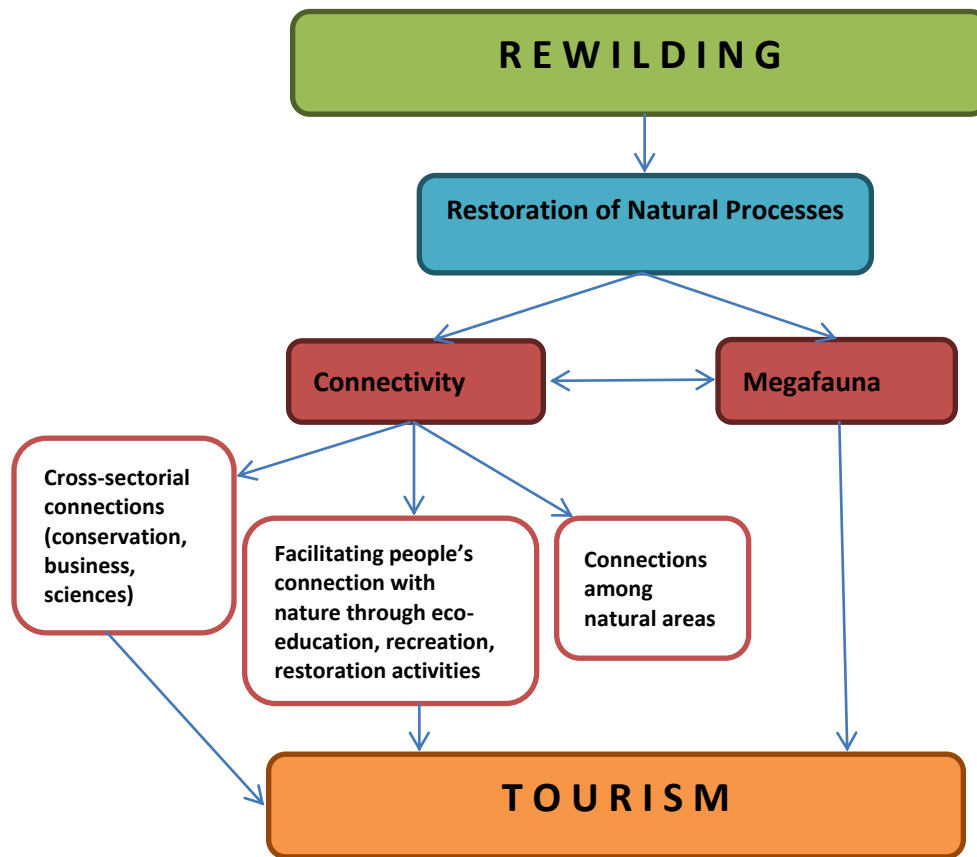 R E W I L D I N G
Restoration of Natural Processes
Connectivity
Megafauna
Cross-sectorial
connections
(conservation,
business,
sciences)
Facilitating people’s
connection with
nature through eco-
education, recreation,
restoration activities
Connections
among
natural areas
T O U R I S M